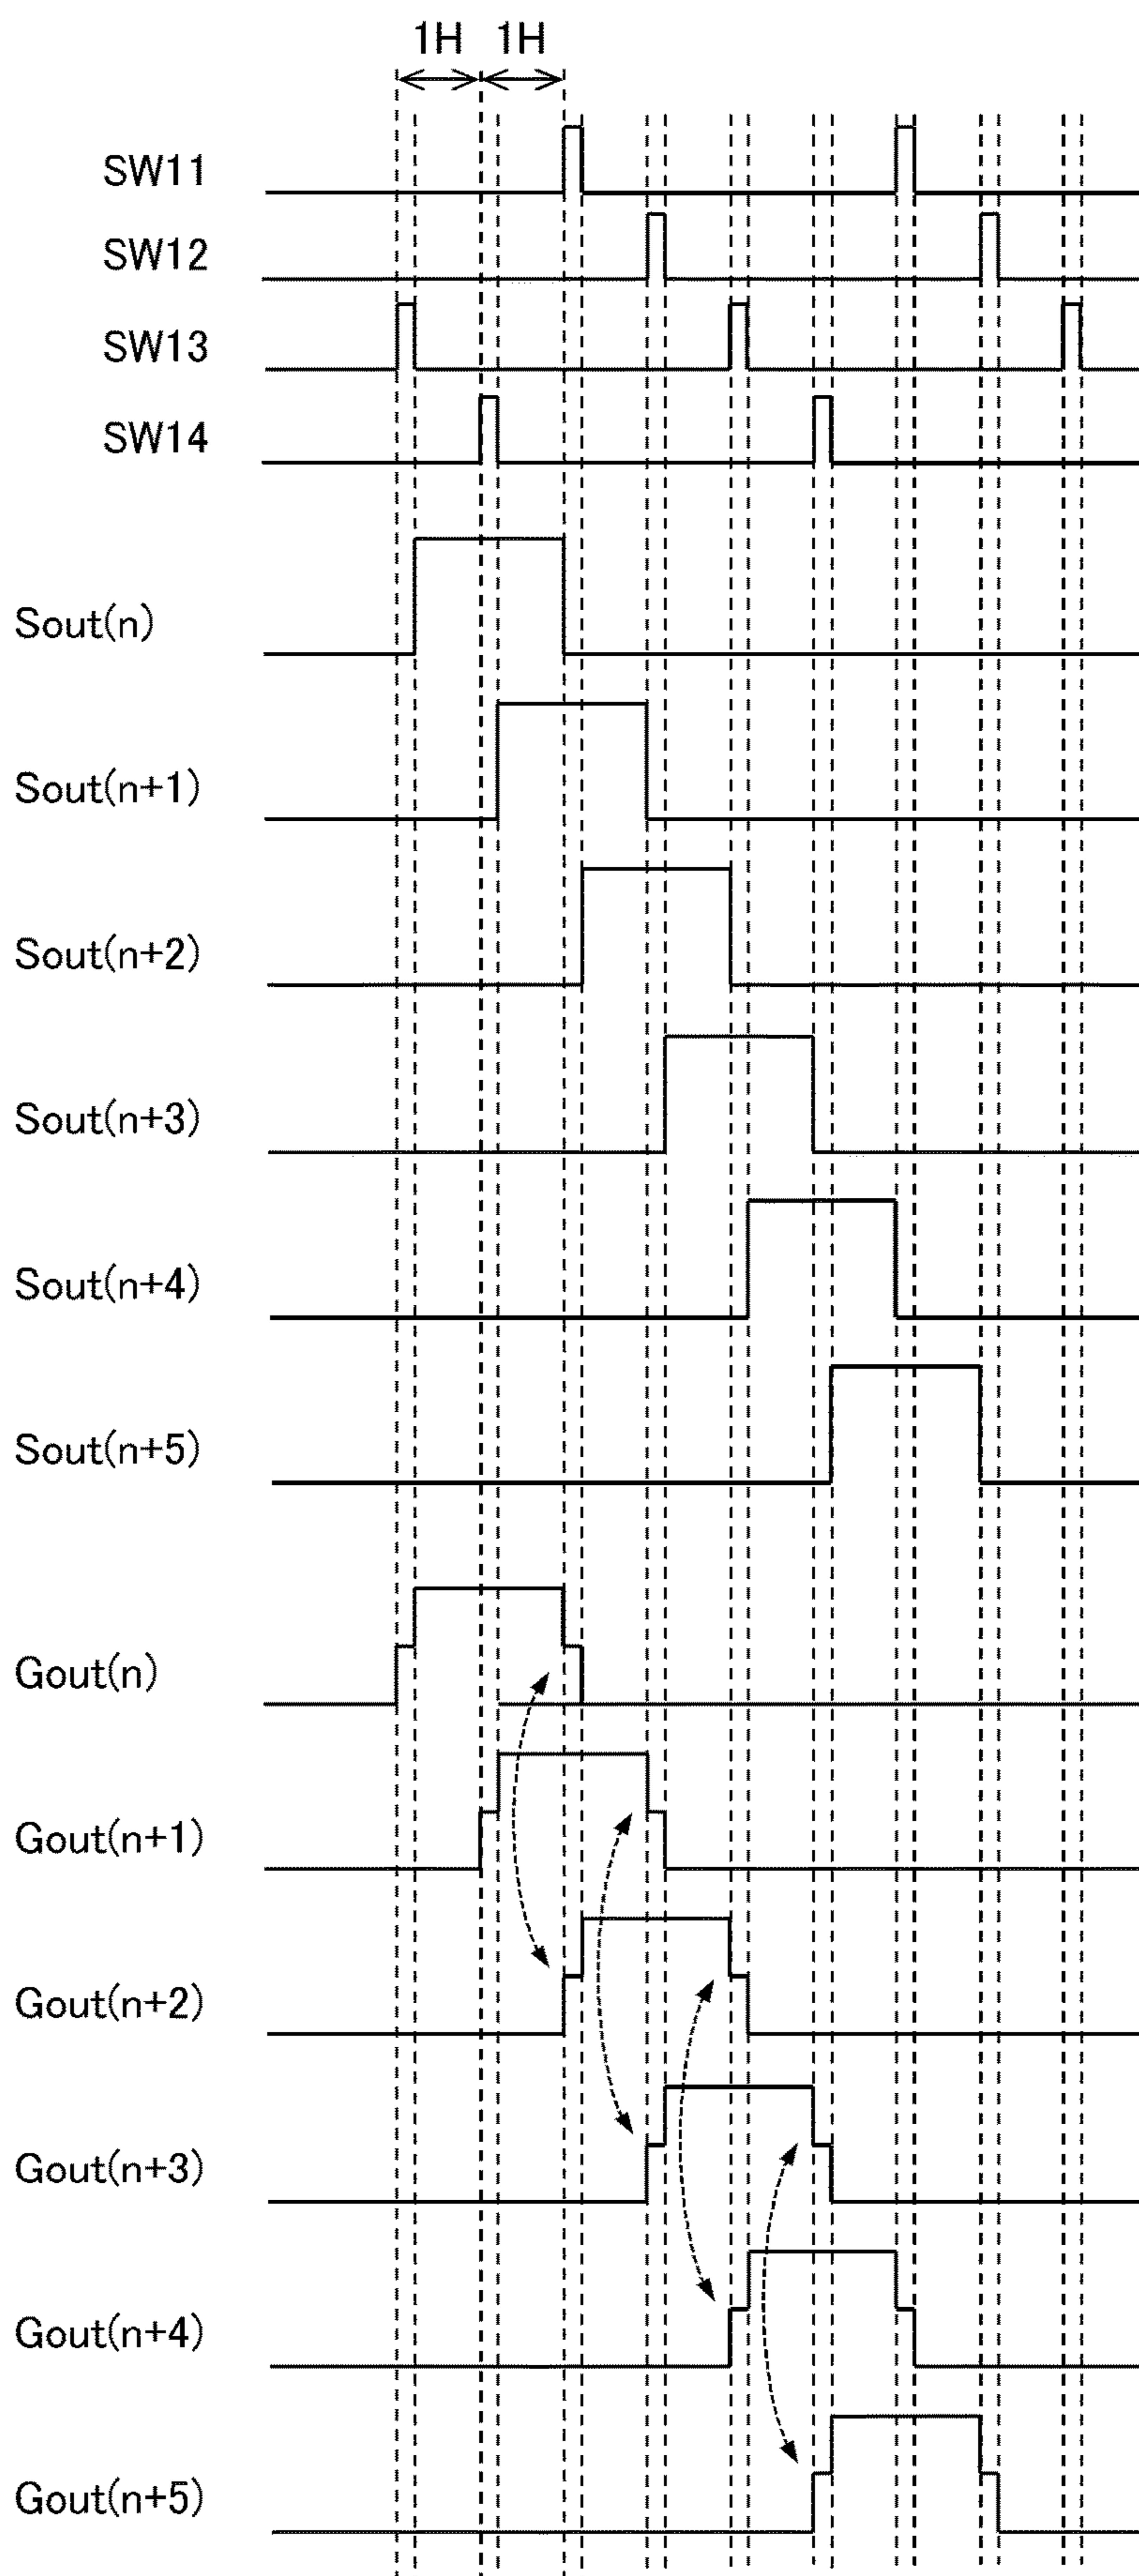 1H 1H
SW11
SW12
SW13
SW14
Sout(n)
Sout(n+1)
Sout(n+2)
Sout(n+3)
Sout(n+4)
Sout(n+5)
Gout(n)
Gout(n+1)
Gout(n+2)
Gout(n+3)
Gout(n+4)
Gout(n+5)